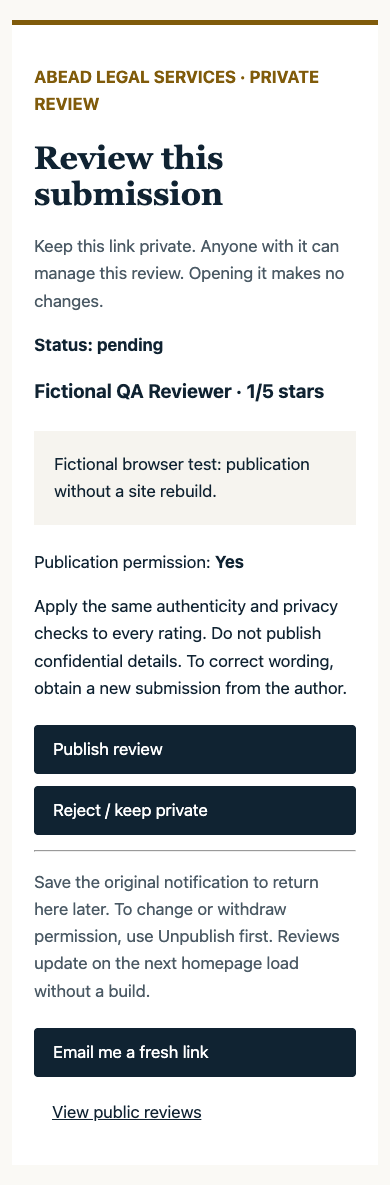 ABEAD LEGAL SERVICES · PRIVATE
REVIEW
Review this
submission
Keep this link private. Anyone with it can
manage this review. Opening it makes no
changes.
Status: pending
Fictional QA Reviewer · 1/5 stars
Fictional browser test: publication
without a site rebuild.
Publication permission: Yes
Apply the same authenticity and privacy
checks to every rating. Do not publish
confidential details. To correct wording,
obtain a new submission from the author.
Publish review
Reject / keep private
Save the original notification to return
here later. To change or withdraw
permission, use Unpublish first. Reviews
update on the next homepage load
without a build.
Email me a fresh link
View public reviews